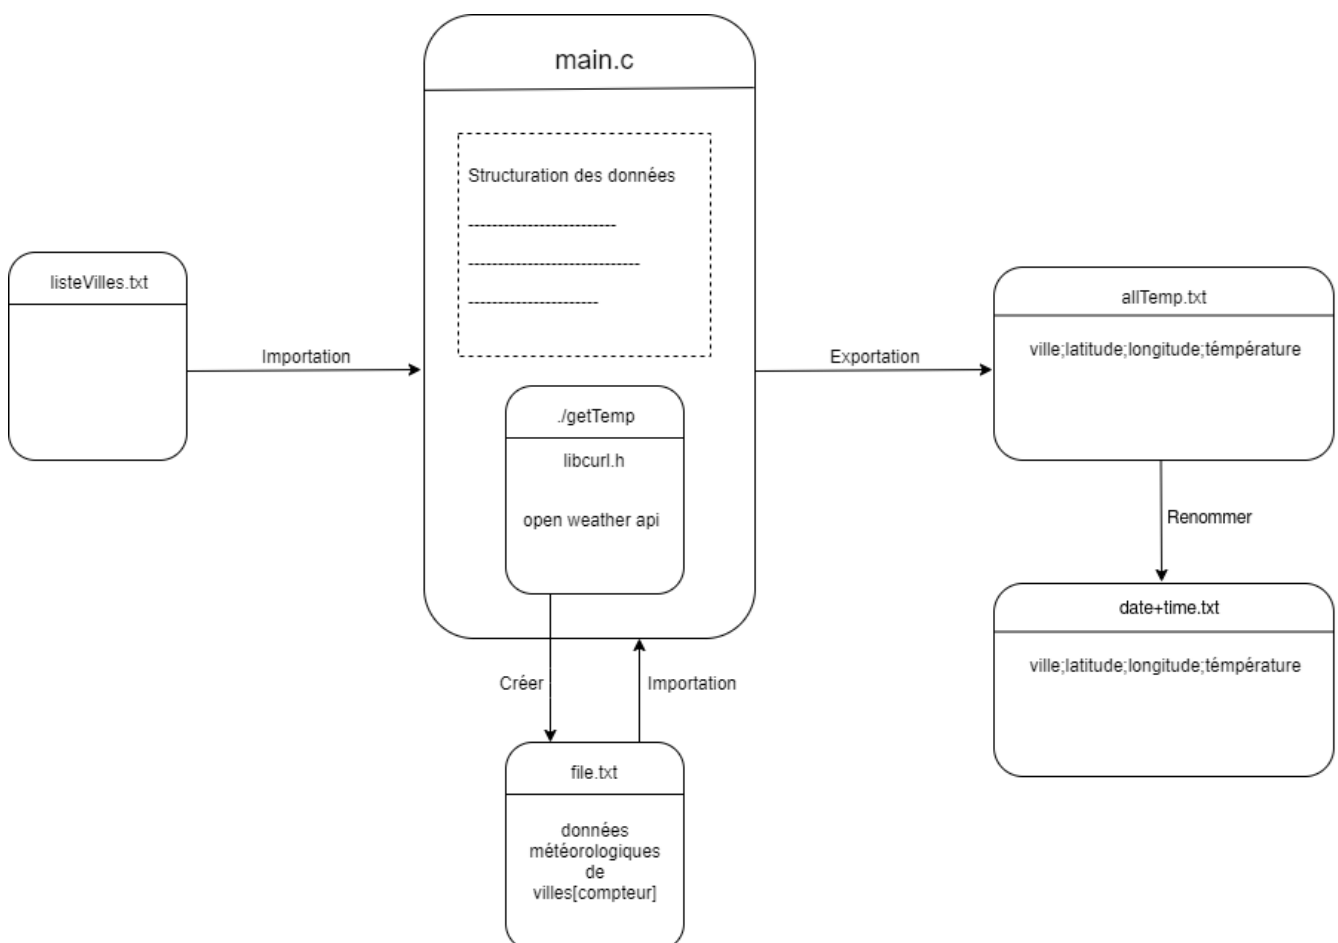 main.c
Structuration des données
-------------------------
-----------------------------
----------------------
listeVilles.txt
Importation
./getTemp
libcurl.h
open weather api
Exportation
allTemp.txt
ville;latitude;longitude;témpérature
Renommer
date+time.txt
ville;latitude;longitude;témpérature
Créer
Importation
file.txt
données
météorologiques
de
villes[compteur]